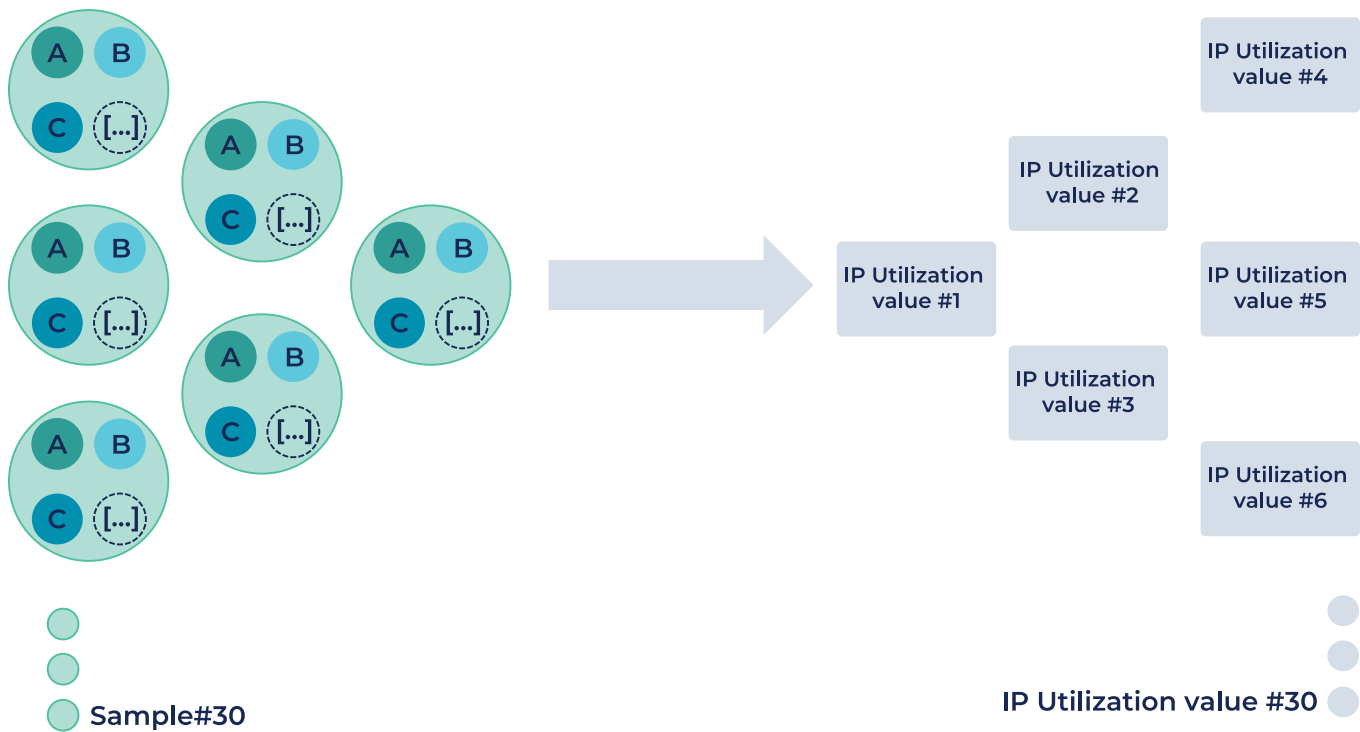 A B
C [...]
A B
C [...]
A B
C [...]
A B
C [...]
A B
C [...]
A B
C [...]
IP Utilization
value #1
IP Utilization
value #2
IP Utilization
value #3
IP Utilization
value #4
IP Utilization
value #5
IP Utilization
value #6
Sample#30
IP Utilization value #30